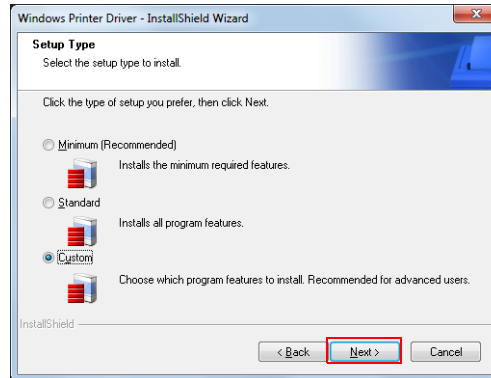 Windows Printer Driver - InstallShield Wizard
Setup Type
Select the setup type to install.
Click the type of setup you prefer, then click Next.
Minimum (Recommended)
Installs the minimum required features.
Standard
Installs all program features.
Custom
Choose which program features to install. Recommended for advanced users.
InstallShield
< Back Next > Cancel